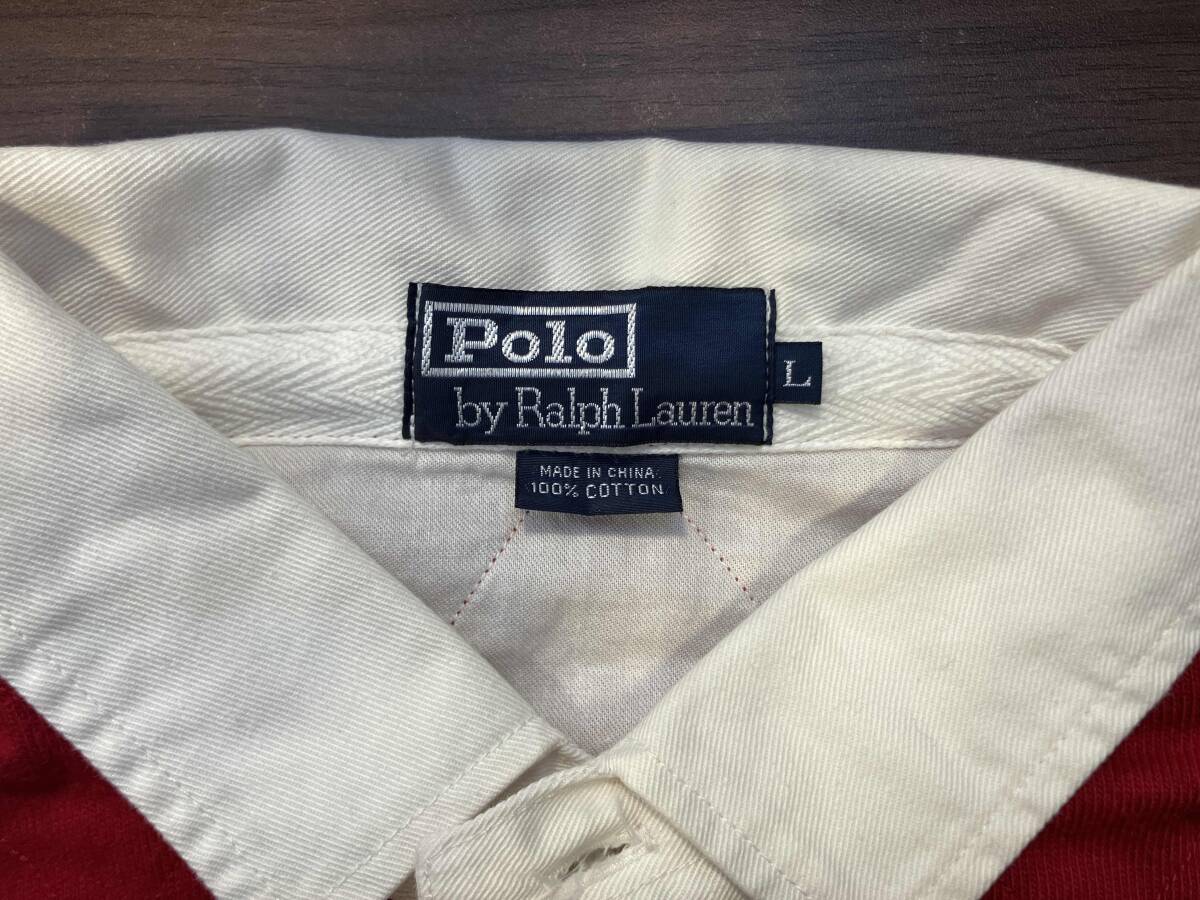 Polo
by Ralph Lauren
L
MADE IN CHINA
100% COTTON